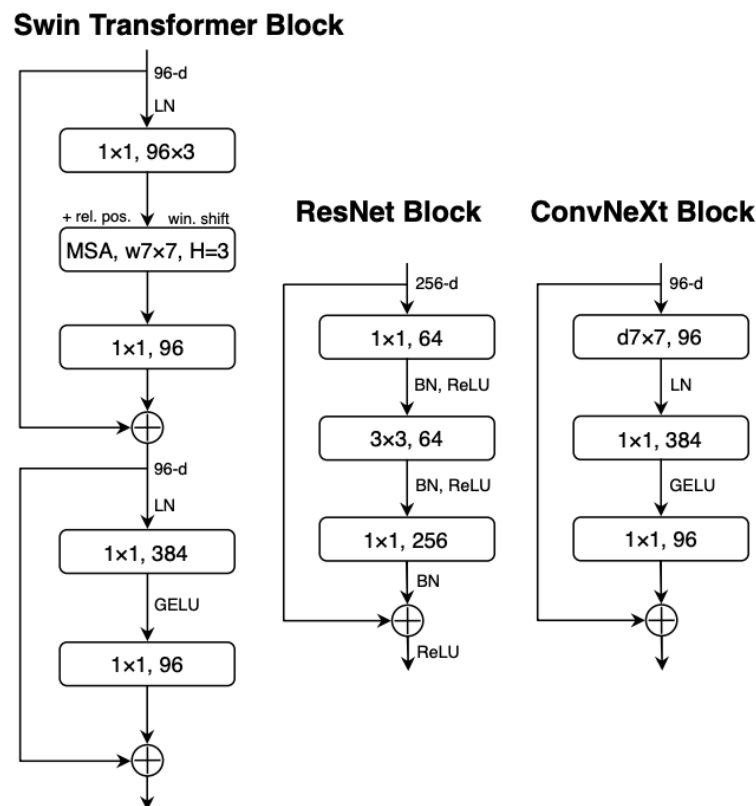 Swin Transformer Block
96-d
LN
1×1, 96×3
+ rel. pos. win. shift
MSA, w7×7, H=3
1×1, 96
96-d
LN
1×1, 384
GELU
1×1, 96
ResNet Block
256-d
1×1, 64
BN, ReLU
3×3, 64
BN, ReLU
1×1, 256
BN
ReLU
ConvNeXt Block
96-d
d7×7, 96
LN
1×1, 384
GELU
1×1, 96